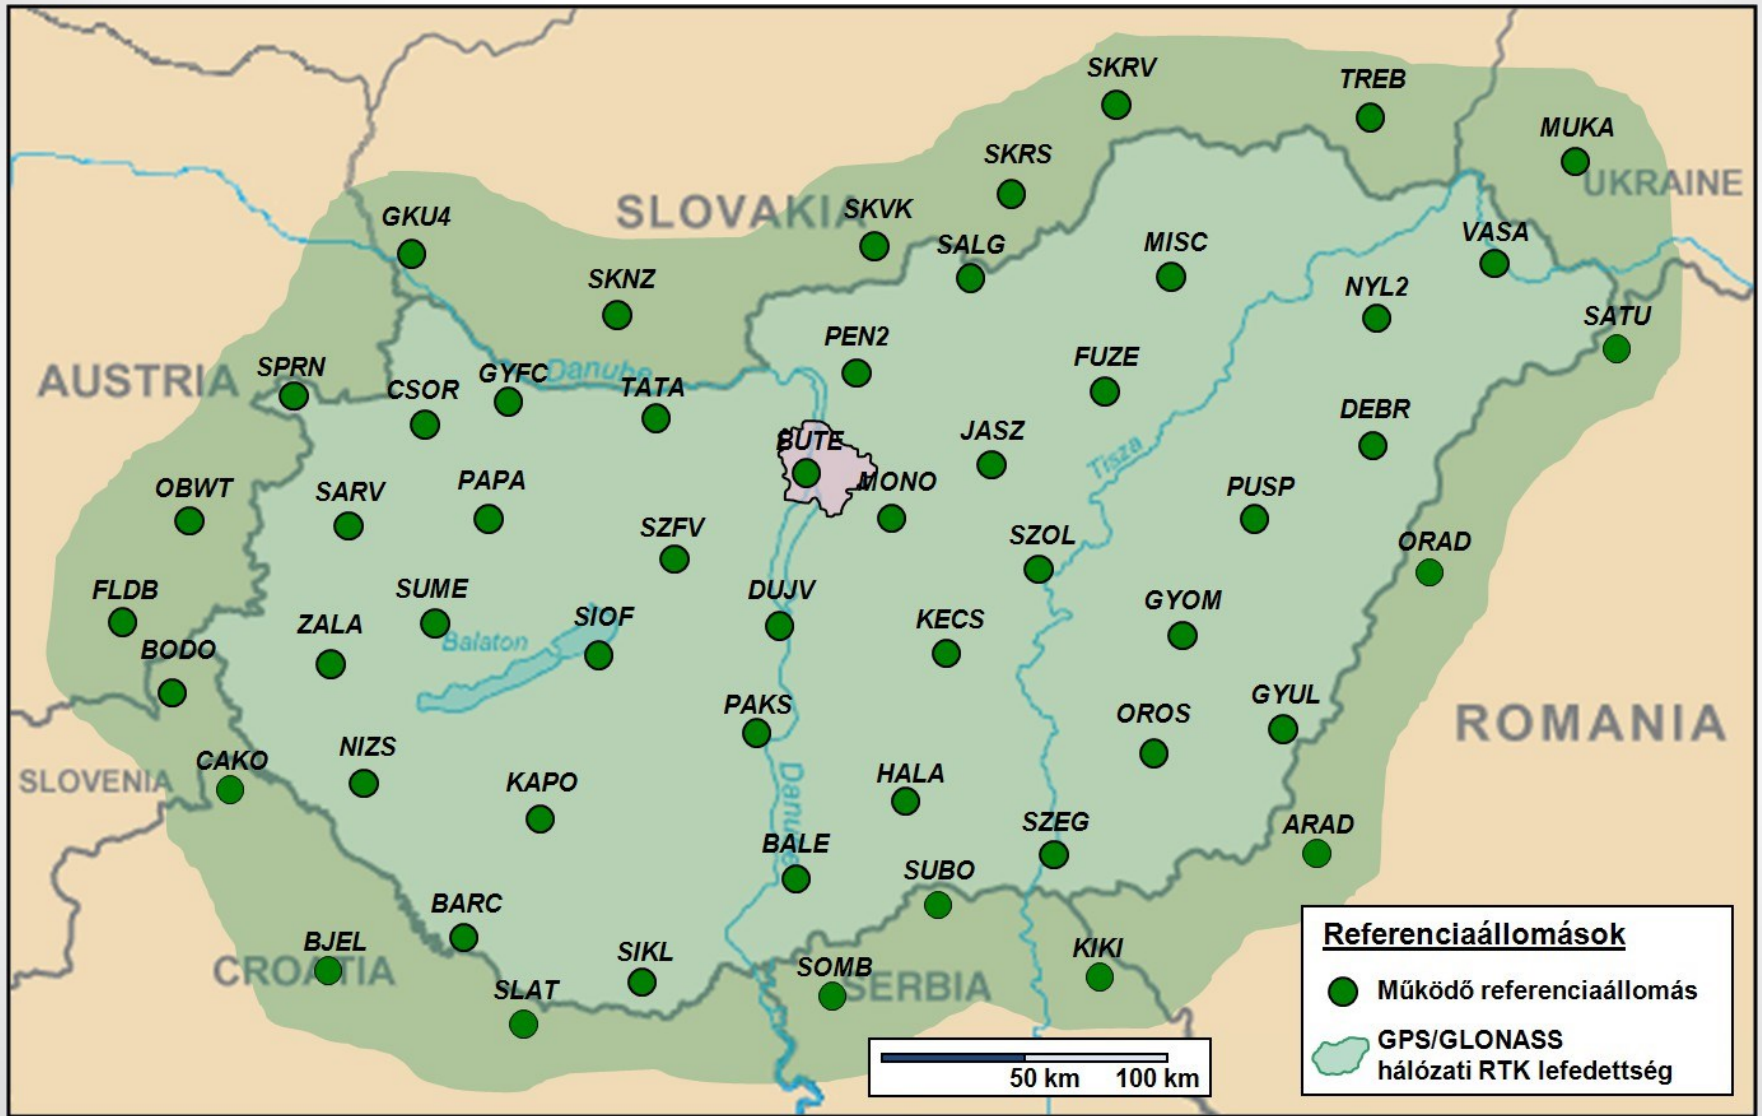 SKRV
TREB
MUKA
SKRS
UKRAINE
SLOVAKIA
SKVK
GKU4
SALG
MISC
VASA
SKNZ
NYL2
SATU
PEN2
FUZE
AUSTRIA
SPRN
CSOR
GYFC
Danube
TATA
DEBR
BUTE
JASZ
Tisza
OBWT
SARV
PAPA
MONO
PUSP
SZFV
SZOL
ORAD
FLDB
SUME
DUJV
GYOM
ZALA
SIOF
KECS
BODO
Balaton
GYUL
PAKS
OROS
ROMANIA
CAKO
NIZS
SLOVENIA
KAPO
HALA
Danube
SZEG
ARAD
BALE
SUBO
BARC
BJEL
CROATIA
SIKL
SOMB
KIKI
SLAT
SERBIA
Referenciaállomások
Működő referenciaállomás
GPS/GLONASS
hálózati RTK lefedettség
50 km 100 km